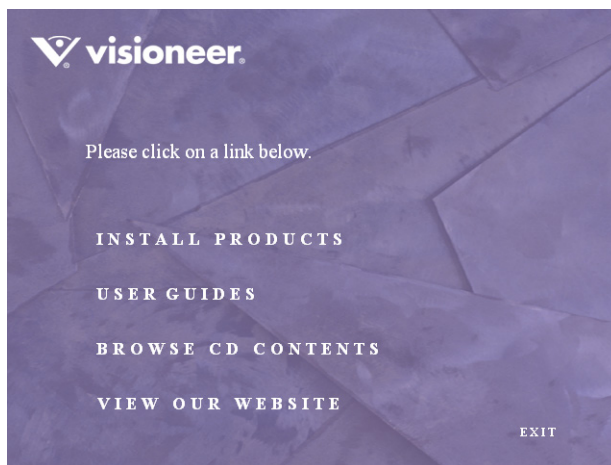 visioneer®
Please click on a link below.
INSTALL PRODUCTS
USER GUIDES
BROWSE CD CONTENTS
VIEW OUR WEBSITE
EXIT